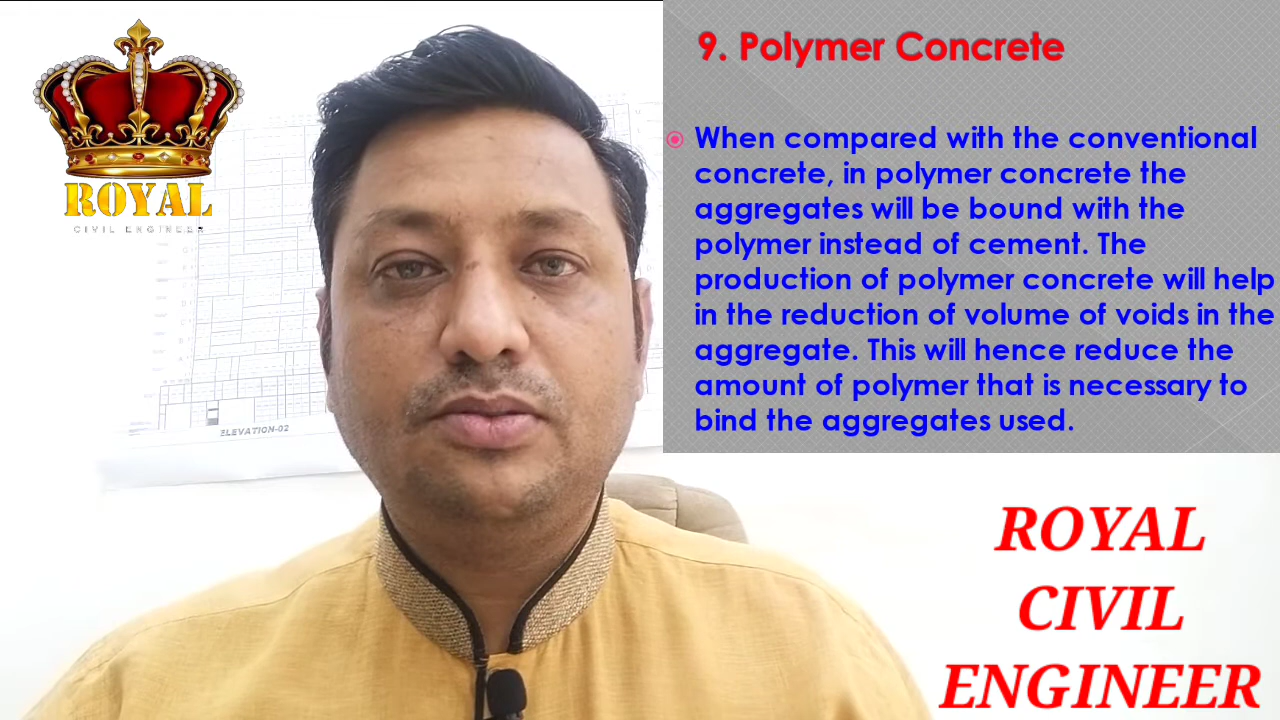 ROYAL
CIVIL ENGINEER
ELEVATION-02
9. Polymer Concrete
When compared with the conventional
concrete, in polymer concrete the
aggregates will be bound with the
polymer instead of cement. The
production of polymer concrete will help
in the reduction of volume of voids in the
aggregate. This will hence reduce the
amount of polymer that is necessary to
bind the aggregates used.
ROYAL
CIVIL
ENGINEER